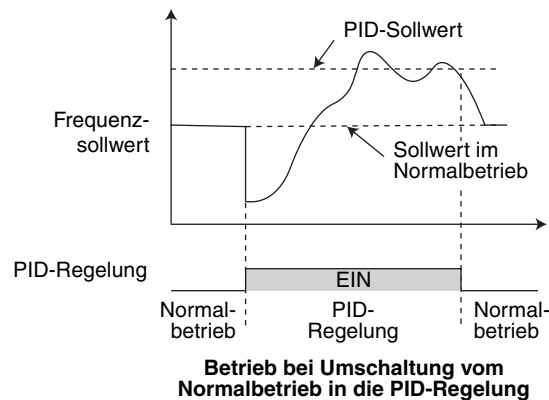 PID-Sollwert
Frequenz-
sollwert
Sollwert im
Normalbetrieb
PID-Regelung
EIN
Normal-
betrieb
PID-
Regelung
Normal-
betrieb
Betrieb bei Umschaltung vom
Normalbetrieb in die PID-Regelung